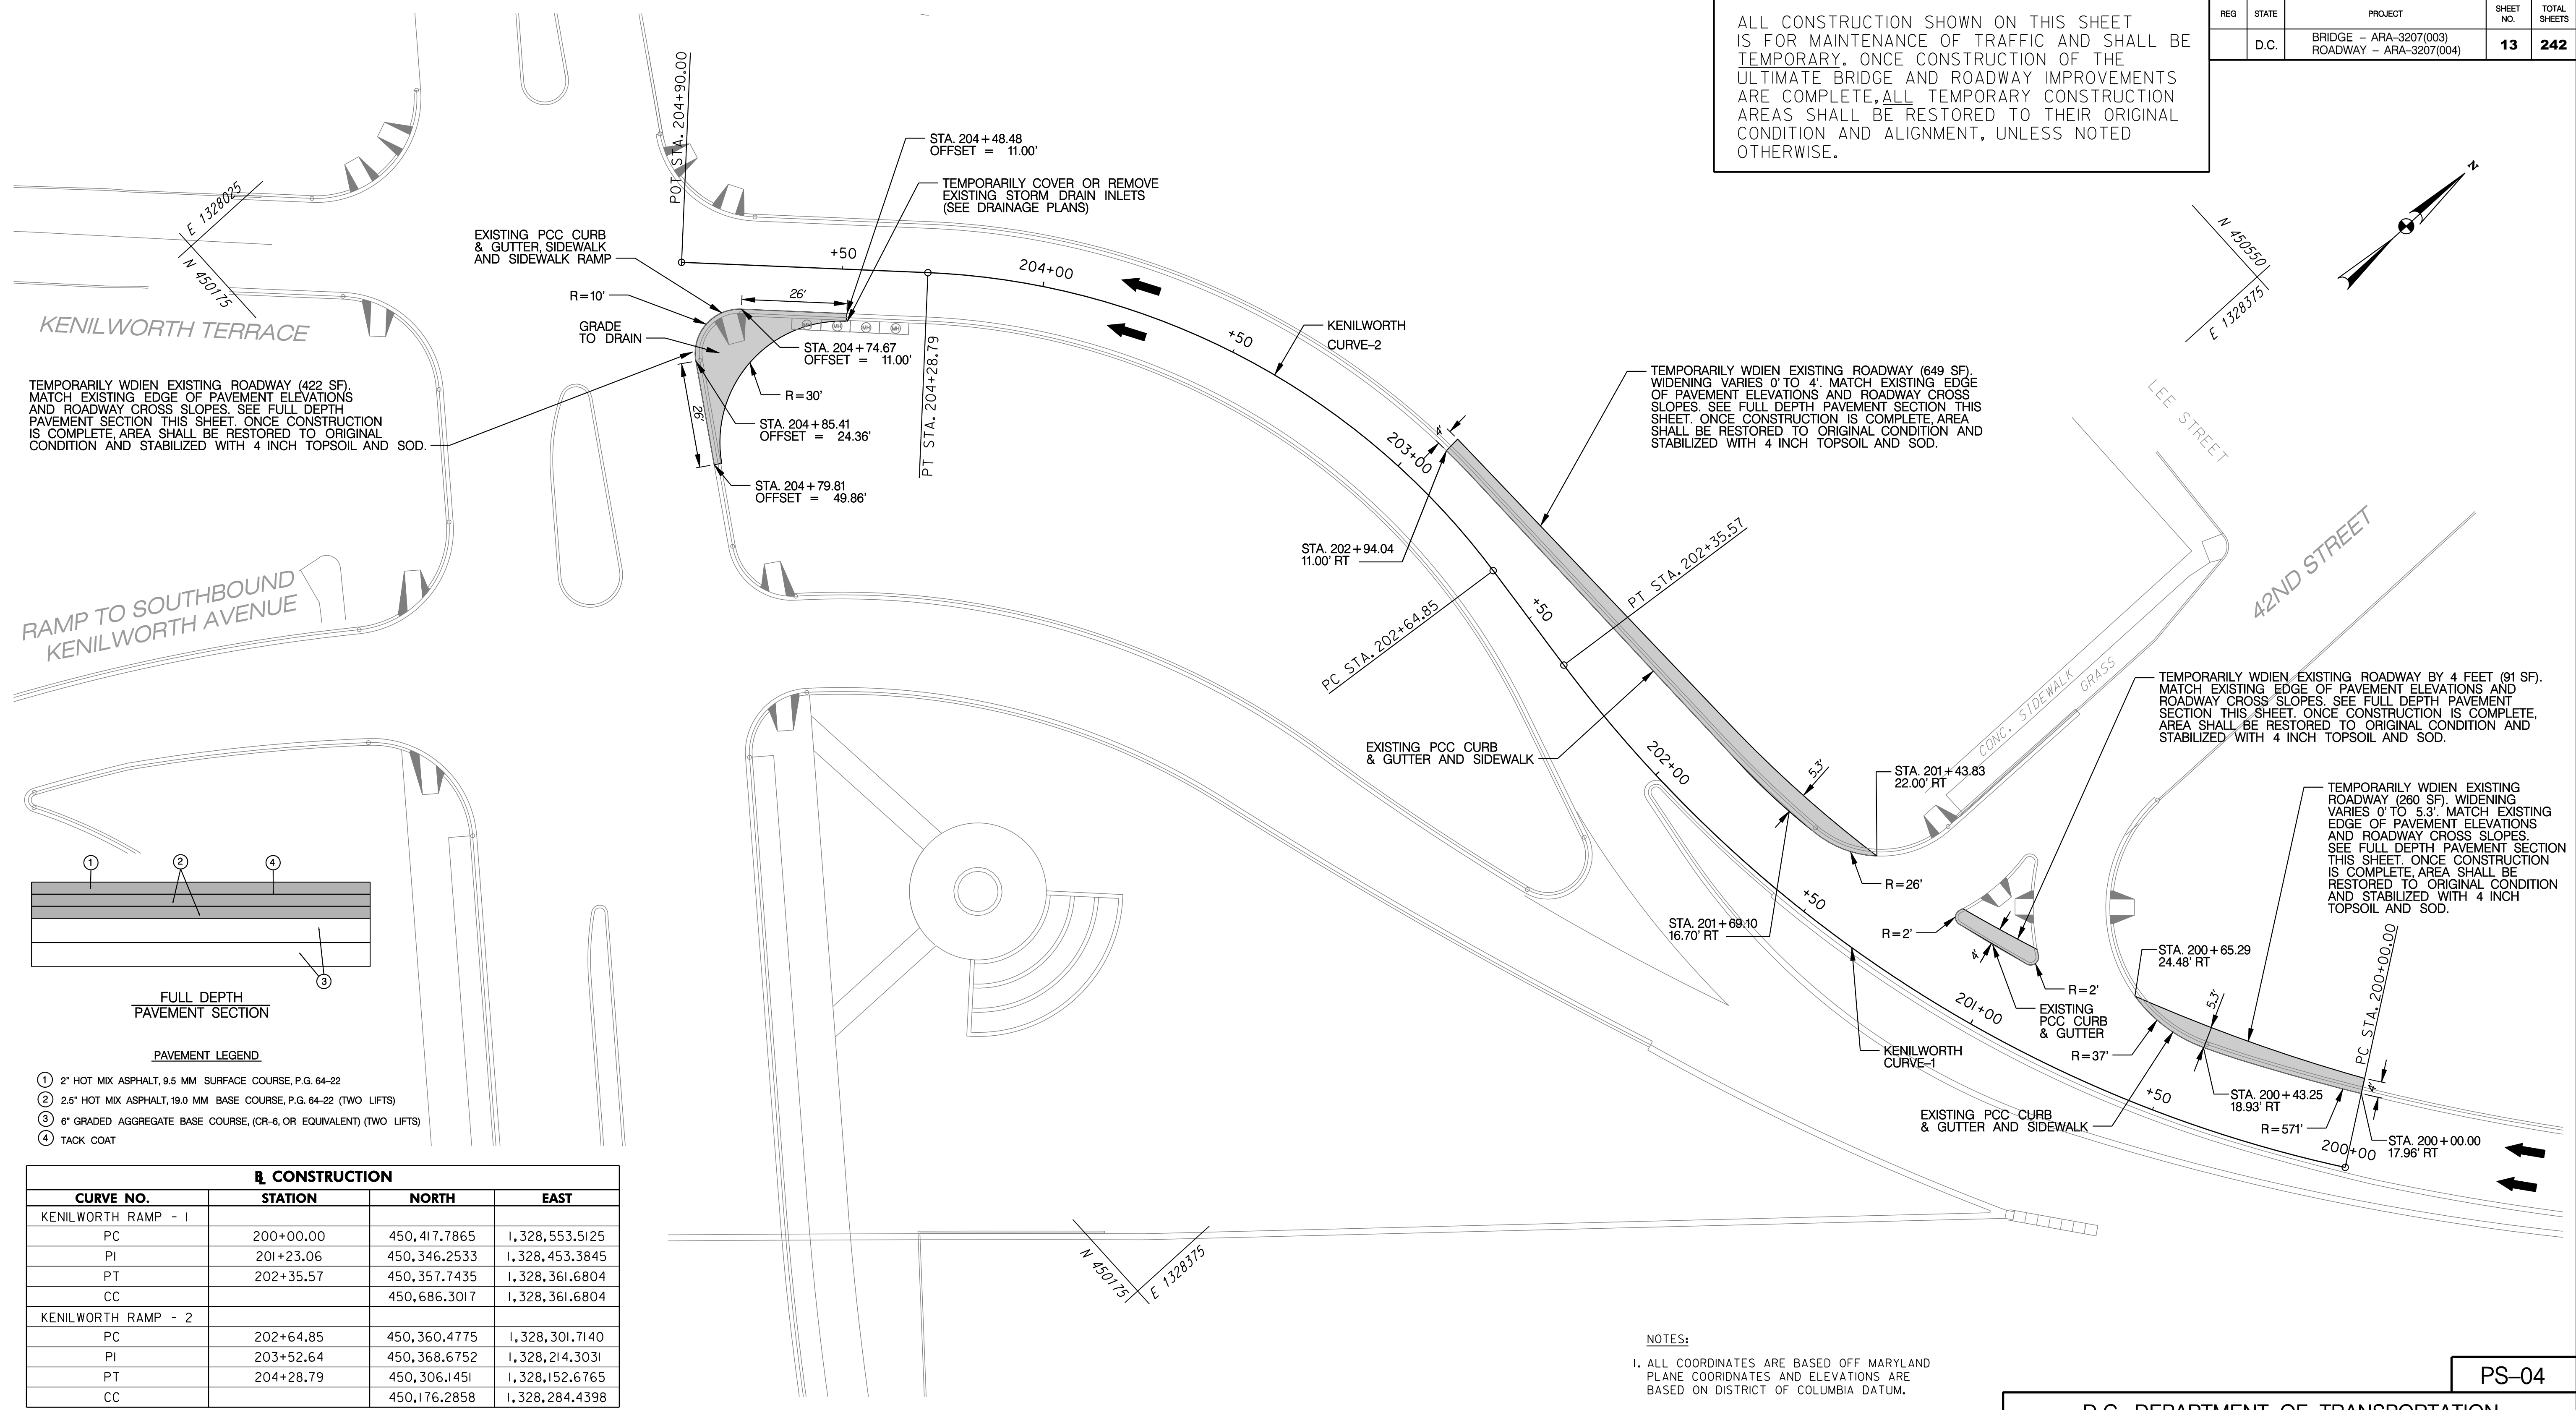 ALL CONSTRUCTION SHOWN ON THIS SHEET
IS FOR MAINTENANCE OF TRAFFIC AND SHALL BE
TEMPORARY. ONCE CONSTRUCTION OF THE
ULTIMATE BRIDGE AND ROADWAY IMPROVEMENTS
ARE COMPLETE, ALL TEMPORARY CONSTRUCTION
AREAS SHALL BE RESTORED TO THEIR ORIGINAL
CONDITION AND ALIGNMENT, UNLESS NOTED
OTHERWISE.
REG STATE PROJECT SHEET NO. TOTAL SHEETS
D.C. BRIDGE - ARA-3207(003) ROADWAY - ARA-3207(004) 13 242
N
POT STA. 204+90.00
STA. 204+48.48
OFFSET = 11.00'
TEMPORARILY COVER OR REMOVE
EXISTING STORM DRAIN INLETS
(SEE DRAINAGE PLANS)
E 1328025
N 450175
EXISTING PCC CURB
& GUTTER, SIDEWALK
AND SIDEWALK RAMP
R=10'
26'
GRADE
TO DRAIN
MH MH MH MH
+50
204+00
STA. 204+74.67
OFFSET = 11.00'
PT STA. 204+28.79
R=30'
26'
STA. 204+85.41
OFFSET = 24.36'
STA. 204+79.81
OFFSET = 49.86'
KENILWORTH TERRACE
TEMPORARILY WDIEN EXISTING ROADWAY (422 SF).
MATCH EXISTING EDGE OF PAVEMENT ELEVATIONS
AND ROADWAY CROSS SLOPES. SEE FULL DEPTH
PAVEMENT SECTION THIS SHEET. ONCE CONSTRUCTION
IS COMPLETE, AREA SHALL BE RESTORED TO ORIGINAL
CONDITION AND STABILIZED WITH 4 INCH TOPSOIL AND SOD.
+50
KENILWORTH
CURVE-2
203+00
4'
TEMPORARILY WDIEN EXISTING ROADWAY (649 SF).
WIDENING VARIES 0' TO 4'. MATCH EXISTING EDGE
OF PAVEMENT ELEVATIONS AND ROADWAY CROSS
SLOPES. SEE FULL DEPTH PAVEMENT SECTION THIS
SHEET. ONCE CONSTRUCTION IS COMPLETE, AREA
SHALL BE RESTORED TO ORIGINAL CONDITION AND
STABILIZED WITH 4 INCH TOPSOIL AND SOD.
N 450550
E 1328375
LEE STREET
42ND STREET
STA. 202+94.04
11.00' RT
PT STA. 202+35.57
PC STA. 202+64.85
+50
RAMP TO SOUTHBOUND
KENILWORTH AVENUE
CONC. SIDEWALK
GRASS
TEMPORARILY WDIEN EXISTING ROADWAY BY 4 FEET (91 SF).
MATCH EXISTING EDGE OF PAVEMENT ELEVATIONS AND
ROADWAY CROSS SLOPES. SEE FULL DEPTH PAVEMENT
SECTION THIS SHEET. ONCE CONSTRUCTION IS COMPLETE,
AREA SHALL BE RESTORED TO ORIGINAL CONDITION AND
STABILIZED WITH 4 INCH TOPSOIL AND SOD.
EXISTING PCC CURB
& GUTTER AND SIDEWALK
202+00
5.3'
STA. 201+43.83
22.00' RT
R=26'
STA. 201+69.10
16.70' RT
+50
TEMPORARILY WDIEN EXISTING
ROADWAY (260 SF). WIDENING
VARIES 0' TO 5.3'. MATCH EXISTING
EDGE OF PAVEMENT ELEVATIONS
AND ROADWAY CROSS SLOPES.
SEE FULL DEPTH PAVEMENT SECTION
THIS SHEET. ONCE CONSTRUCTION
IS COMPLETE, AREA SHALL BE
RESTORED TO ORIGINAL CONDITION
AND STABILIZED WITH 4 INCH
TOPSOIL AND SOD.
R=2'
4'
R=2'
EXISTING
PCC CURB
& GUTTER
201+00
KENILWORTH
CURVE-1
STA. 200+65.29
24.48' RT
5.3'
PC STA. 200+00.00
4'
R=37'
STA. 200+43.25
18.93' RT
+50
R=571'
EXISTING PCC CURB
& GUTTER AND SIDEWALK
200+00
STA. 200+00.00
17.96' RT
1 2 4
3
FULL DEPTH
PAVEMENT SECTION
PAVEMENT LEGEND
1 2" HOT MIX ASPHALT, 9.5 MM SURFACE COURSE, P.G. 64-22
2 2.5" HOT MIX ASPHALT, 19.0 MM BASE COURSE, P.G. 64-22 (TWO LIFTS)
3 6" GRADED AGGREGATE BASE COURSE, (CR-6, OR EQUIVALENT) (TWO LIFTS)
4 TACK COAT
BL CONSTRUCTION
CURVE NO. STATION NORTH EAST
KENILWORTH RAMP - 1
PC 200+00.00 450,417.7865 1,328,553.5125
PI 201+23.06 450,346.2533 1,328,453.3845
PT 202+35.57 450,357.7435 1,328,361.6804
CC 450,686.3017 1,328,361.6804
KENILWORTH RAMP - 2
PC 202+64.85 450,360.4775 1,328,301.7140
PI 203+52.64 450,368.6752 1,328,214.3031
PT 204+28.79 450,306.1451 1,328,152.6765
CC 450,176.2858 1,328,284.4398
N 450175
E 1328375
NOTES:
1. ALL COORDINATES ARE BASED OFF MARYLAND
PLANE COORIDNATES AND ELEVATIONS ARE
BASED ON DISTRICT OF COLUMBIA DATUM.
PS-04
D.C. DEPARTMENT OF TRANSPORTATION